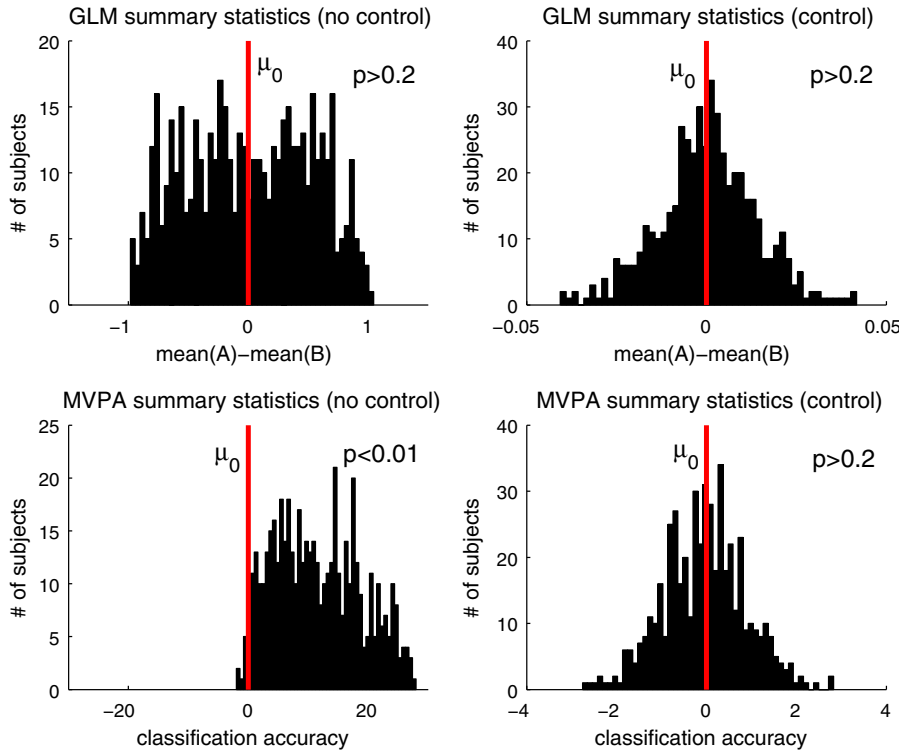 GLM summary statistics (no control)
20
15
10
5
0
# of subjects
μ0
p>0.2
−1
0
1
mean(A)−mean(B)
GLM summary statistics (control)
40
30
20
10
0
# of subjects
μ0
p>0.2
−0.05
0
0.05
mean(A)−mean(B)
MVPA summary statistics (no control)
25
20
15
10
5
0
# of subjects
μ0
p<0.01
−20
0
20
classification accuracy
MVPA summary statistics (control)
40
30
20
10
0
# of subjects
μ0
p>0.2
−4
−2
0
2
4
classification accuracy